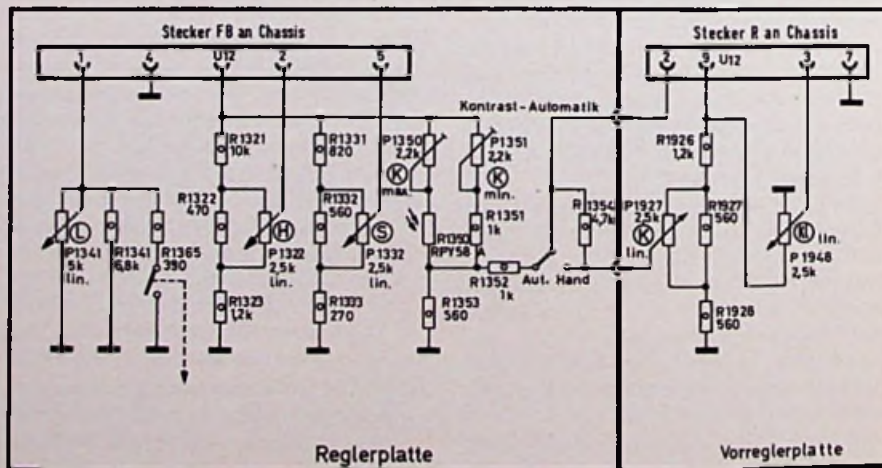 Stecker FB an Chassis
1 4 U12 2 5
Stecker R an Chassis
2 9 U12 3 7
Kontrast-Automatik
R1321
10k
R1331
820
P1350
2,2k
K
max.
P1351
2,2k
K
min.
R1322
470
H
P1322
2,5k
lin.
R1332
560
S
P1332
2,5k
lin.
R1350
RPY58
R1351
1k
A
R1354
4,7k
L
P1341
5k
lin.
R1341
6,8k
R1365
390
R1323
1,2k
R1333
270
R1353
560
R1352
1k
Aut. Hand
R1926
1,2k
P1927
2,5k
K
lin.
R1927
560
lin.
P1948
2,5k
R1928
560
Reglerplatte
Vorreglerplatte